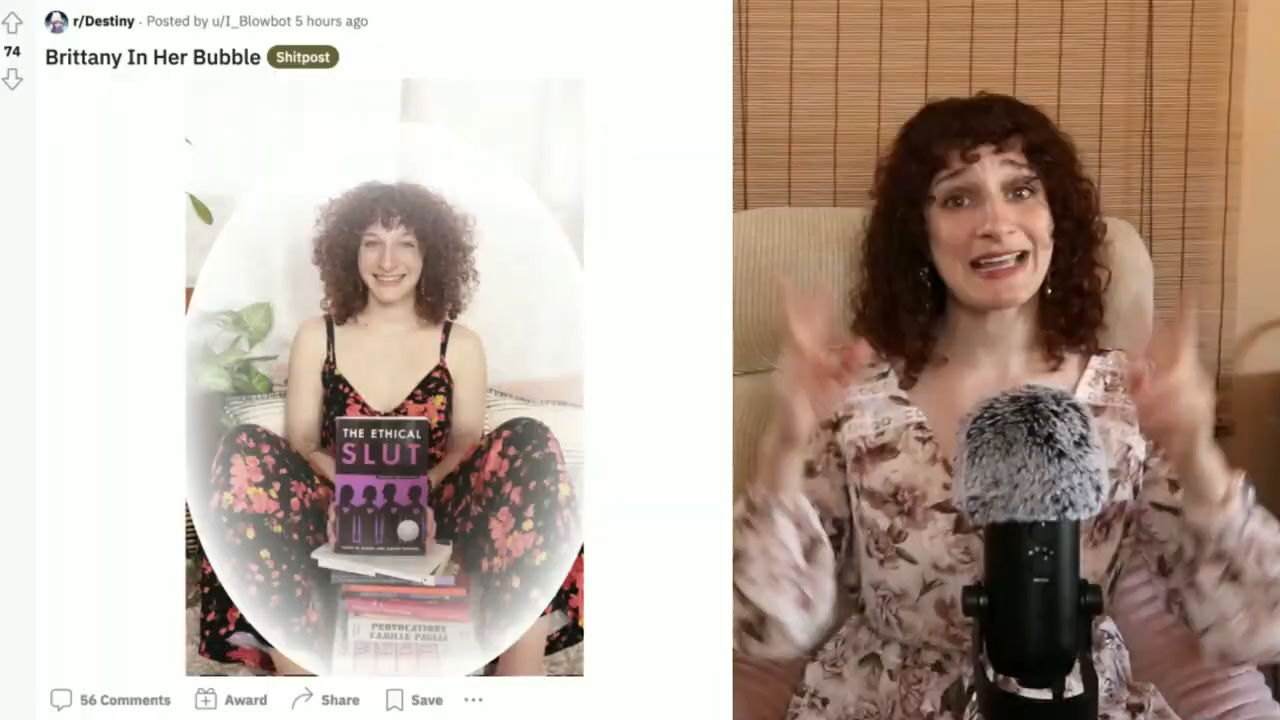 r/Destiny · Posted by u/I_Blowbot 5 hours ago
74
Brittany In Her Bubble Shitpost
THE ETHICAL
SLUT
PROVOCATIONS
CAMILLE PAGLIA
56 Comments Award Share Save ...